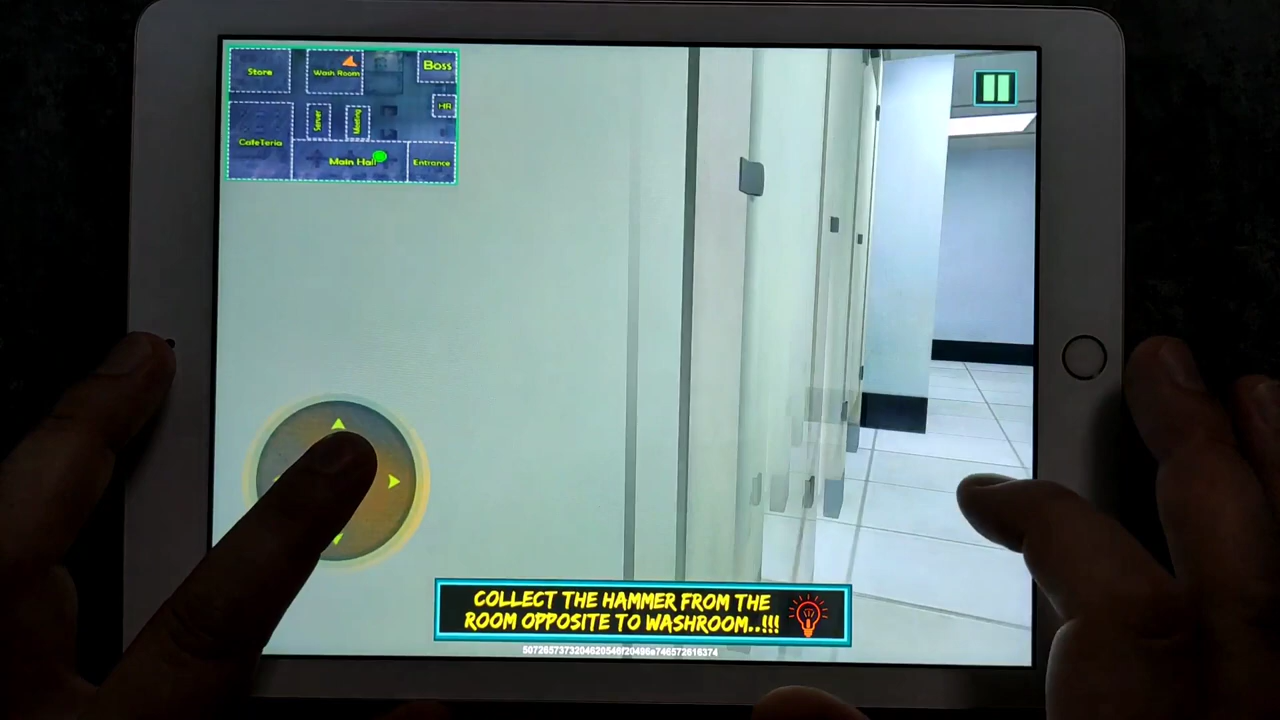 Store
Wash Room
Boss
HR
Server
Meeting
CafeTeria
Main Hall
Entrance
COLLECT THE HAMMER FROM THE
ROOM OPPOSITE TO WASHROOM..!!!